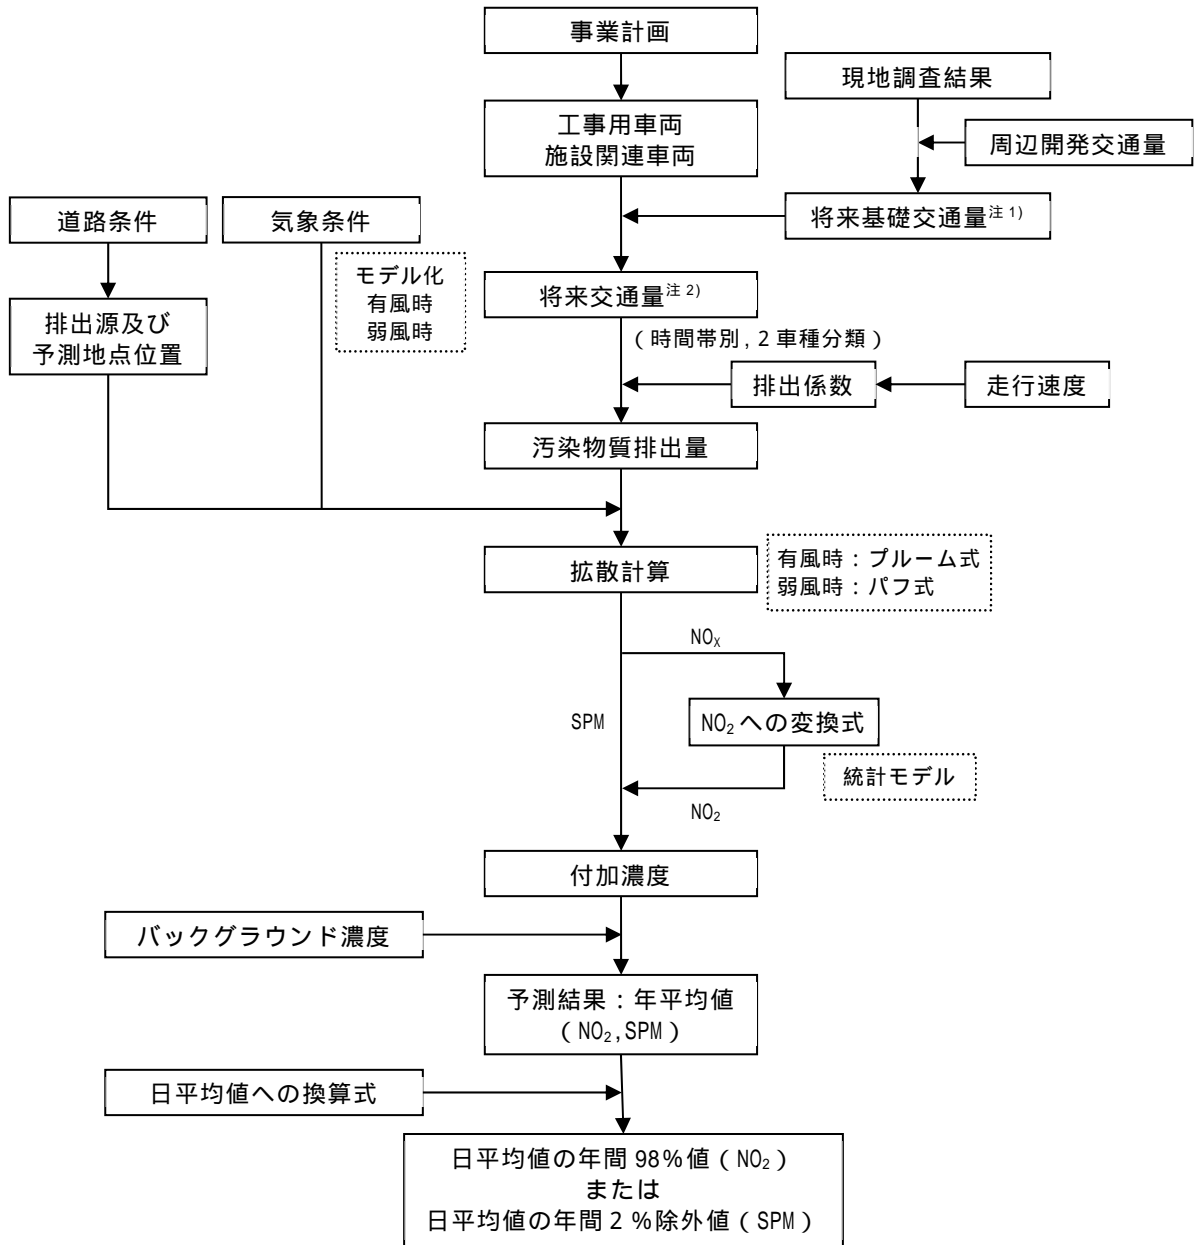 事業計画
現地調査結果
工事用車両
施設関連車両
周辺開発交通量
道路条件
気象条件
将来基礎交通量注1)
モデル化
有風時
弱風時
将来交通量注2)
排出源及び
予測地点位置
(時間帯別,2車種分類)
排出係数
走行速度
汚染物質排出量
拡散計算
有風時:プルーム式
弱風時:パフ式
NOX
SPM
NO2への変換式
統計モデル
NO2
付加濃度
バックグラウンド濃度
予測結果:年平均値
(NO2,SPM)
日平均値への換算式
日平均値の年間98%値(NO2)
または
日平均値の年間2%除外値(SPM)